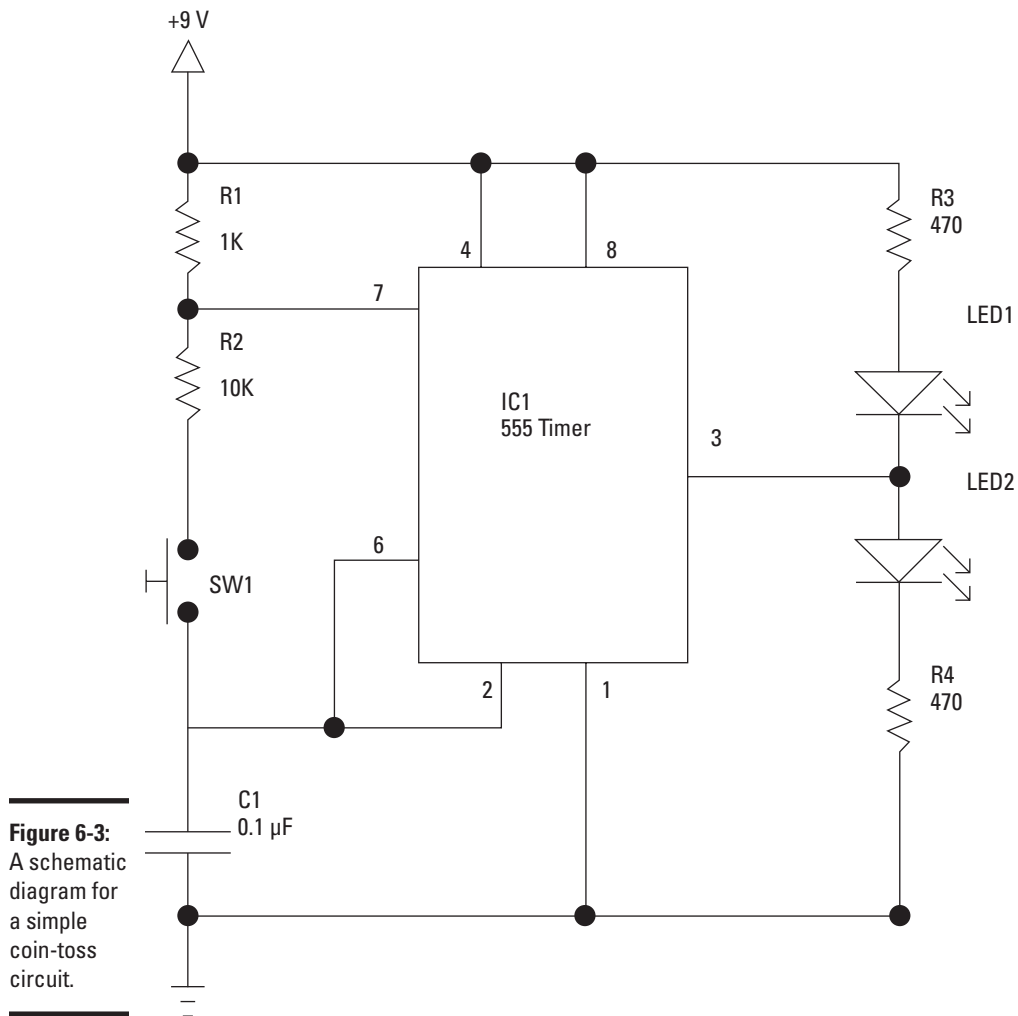 +9 V
R1
1K
R3
470
4
8
7
LED1
R2
10K
IC1
555 Timer
3
LED2
6
SW1
2
1
R4
470
C1
0.1 µF
Figure 6-3:
A schematic
diagram for
a simple
coin-toss
circuit.